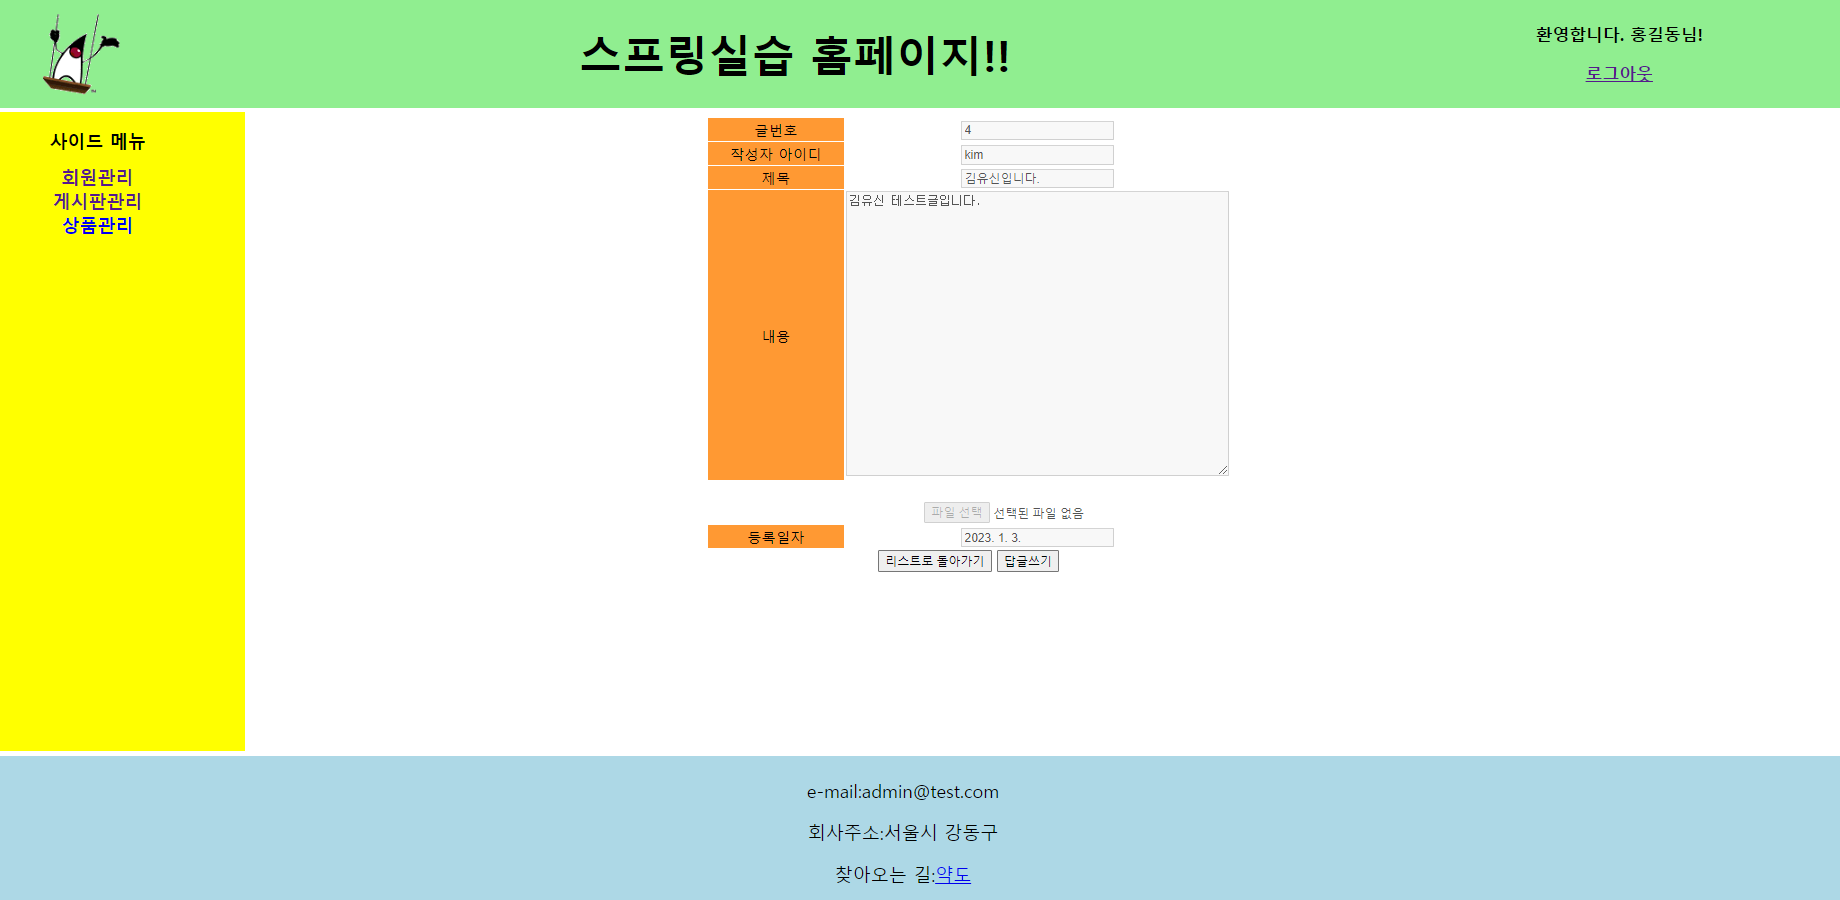 스프링실습 홈페이지!!
환영합니다. 홍길동님!
로그아웃
사이드 메뉴
회원관리
게시판관리
상품관리
글번호 4
작성자 아이디 kim
제목 김유신입니다.
내용 김유신 테스트글입니다.
파일 선택 선택된 파일 없음
등록일자 2023. 1. 3.
리스트로 돌아가기 답글쓰기
e-mail:admin@test.com
회사주소:서울시 강동구
찾아오는 길:약도